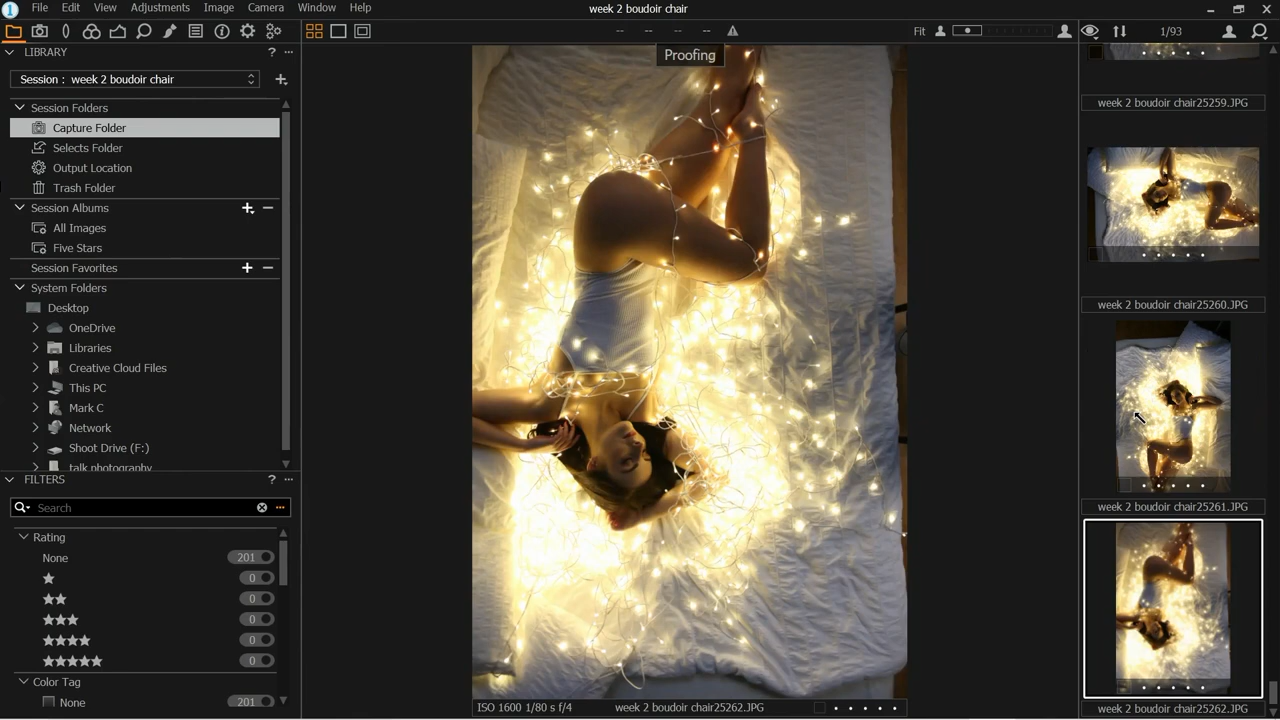 1
File Edit View Adjustments Image Camera Window Help
week 2 boudoir chair
Fit
1/93
LIBRARY ?
Proofing
Session : week 2 boudoir chair
Session Folders
Capture Folder
Selects Folder
Output Location
Trash Folder
Session Albums
All Images
Five Stars
Session Favorites
System Folders
Desktop
OneDrive
Libraries
Creative Cloud Files
This PC
Mark C
Network
Shoot Drive (F:)
talk photography
FILTERS ?
Search
Rating
None 201
0
0
0
0
0
Color Tag
None 201
ISO 1600 1/80 s f/4 week 2 boudoir chair25262.JPG
week 2 boudoir chair25259.JPG
week 2 boudoir chair25260.JPG
week 2 boudoir chair25261.JPG
week 2 boudoir chair25262.JPG